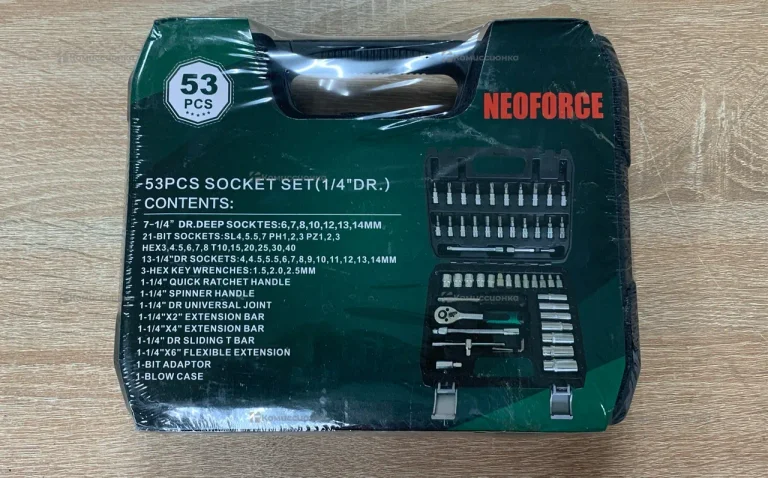 Комиссионко
53
PCS
NEOFORCE
Комиссионко
53PCS SOCKET SET(1/4"DR.)
CONTENTS:
7-1/4" DR.DEEP SOCKTES:6,7,8,10,12,13,14MM
21-BIT SOCKETS:SL4,5.5,7 PH1,2,3 PZ1,2,3
HEX3,4.5,6,7,8 T10,15,20,25,30,40
13-1/4"DR SOCKETS:4,4.5,5.5,6,7,8,9,10,11,12,13,14MM
3-HEX KEY WRENCHES:1.5,2.0,2.5MM
1-1/4" QUICK RATCHET HANDLE
1-1/4" SPINNER HANDLE
Комиссионко
Комиссионко
1-1/4" DR UNIVERSAL JOINT
1-1/4"X2" EXTENSION BAR
1-1/4"X4" EXTENSION BAR
1-1/4" DR SLIDING T BAR
1-1/4"X6" FLEXIBLE EXTENSION
1-BIT ADAPTOR
1-BLOW CASE
Комиссионко